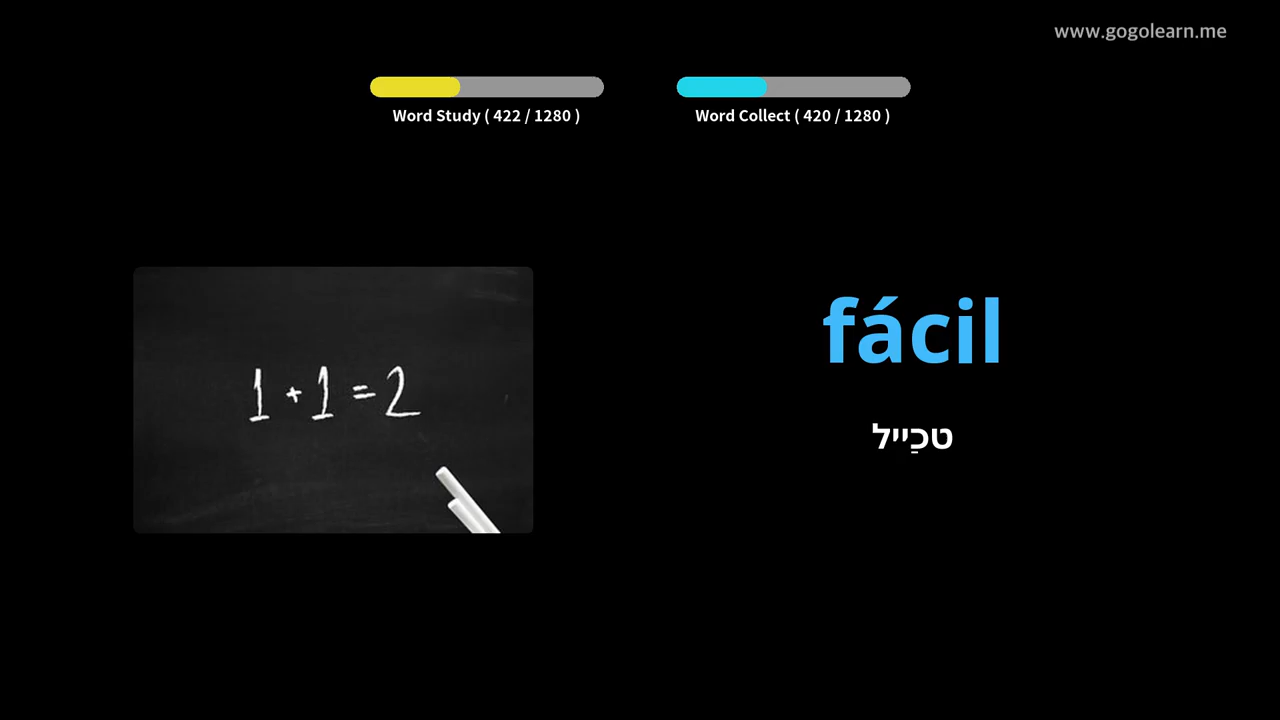 www.gogolearn.me
Word Study ( 422 / 1280 )
Word Collect ( 420 / 1280 )
1 + 1 = 2
fácil
טכַייל